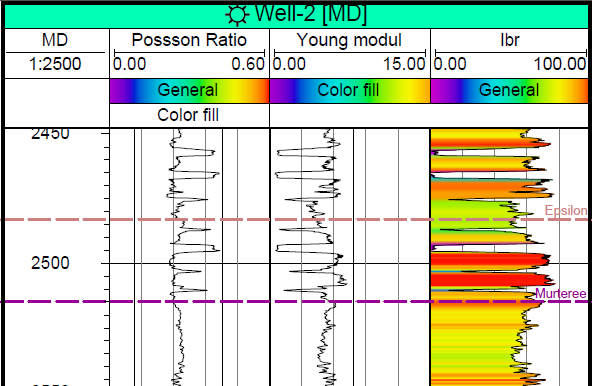 Well-2 [MD]
MD Possson Ratio Young modul Ibr
1:2500 0.00 0.60 0.00 15.00 0.00 100.00
General Color fill General
Color fill
2450
Epsilon
2500
Murteree